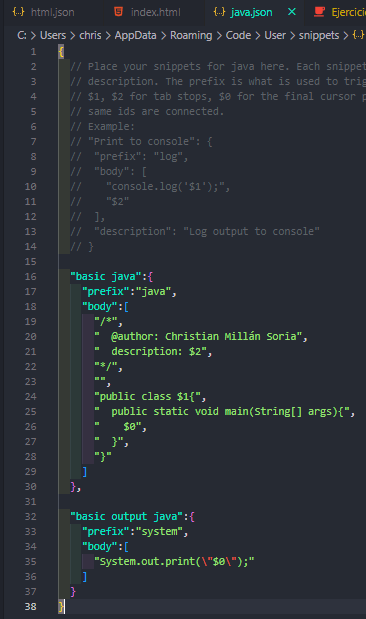 html.json index.html java.json Ejercici
C: > Users > chris > AppData > Roaming > Code > User > snippets >
1 {
2 // Place your snippets for java here. Each snippet
3 // description. The prefix is what is used to trig
4 // $1, $2 for tab stops, $0 for the final cursor p
5 // same ids are connected.
6 // Example:
7 // "Print to console": {
8 //  "prefix": "log",
9 //  "body": [
10 //    "console.log('$1');",
11 //    "$2"
12 //  ],
13 //  "description": "Log output to console"
14 // }
15
16 "basic java":{
17 "prefix":"java",
18 "body":[
19 "/*",
20 "  @author: Christian Millán Soria",
21 "  description: $2",
22 "*/",
23 "",
24 "public class $1{",
25 "  public static void main(String[] args){",
26 "    $0",
27 "  }",
28 "}"
29 ]
30 },
31
32 "basic output java":{
33 "prefix":"system",
34 "body":[
35 "System.out.print(\"$0\");"
36 ]
37 }
38 }